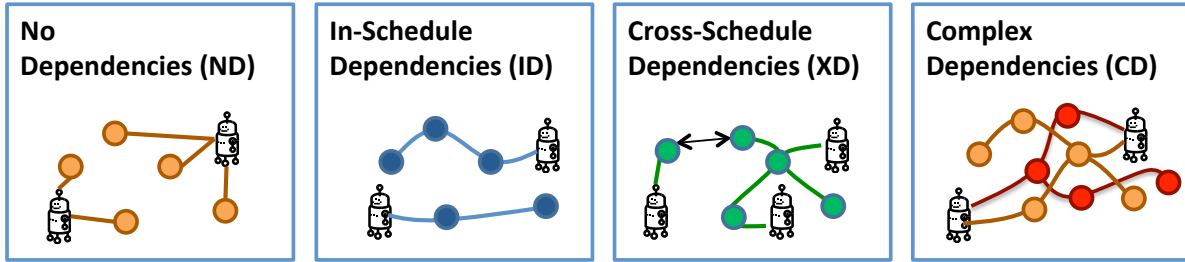 No
Dependencies (ND)
In-Schedule
Dependencies (ID)
Cross-Schedule
Dependencies (XD)
Complex
Dependencies (CD)